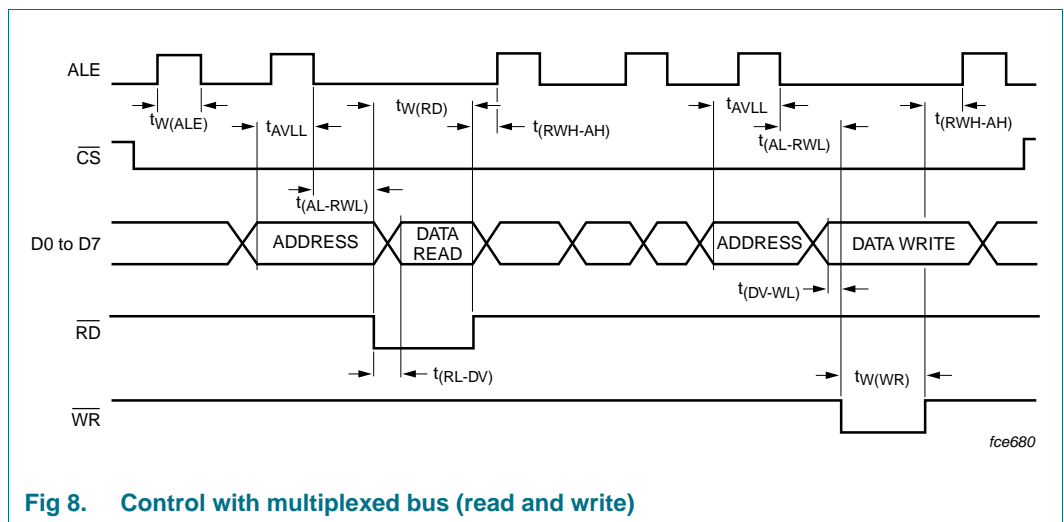 ALE
tW(ALE)
tAVLL
tW(RD)
t(RWH-AH)
tAVLL
t(AL-RWL)
t(RWH-AH)
CS
t(AL-RWL)
D0 to D7
ADDRESS
DATA
READ
ADDRESS
DATA WRITE
t(DV-WL)
RD
t(RL-DV)
tW(WR)
WR
fce680
Fig 8. Control with multiplexed bus (read and write)